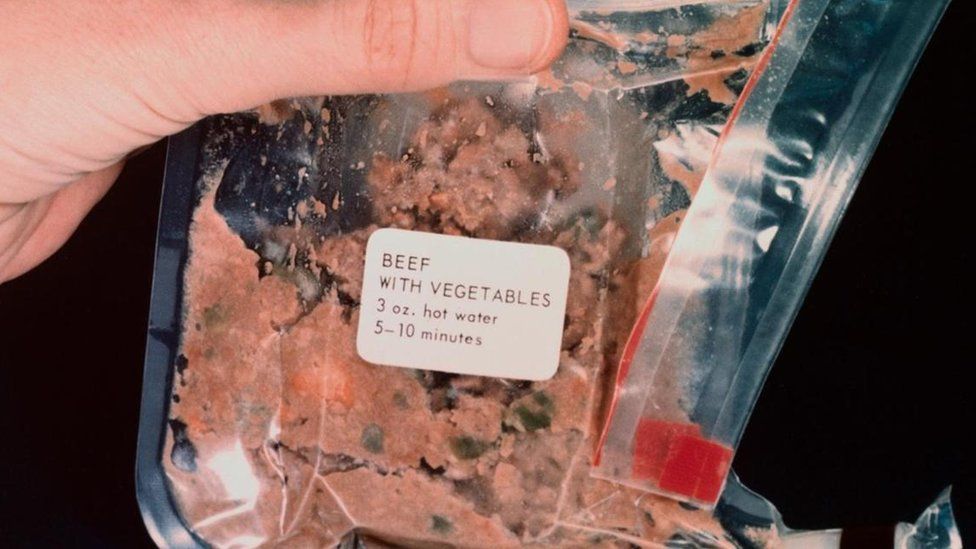 BEEF
WITH VEGETABLES
3 oz. hot water
5-10 minutes